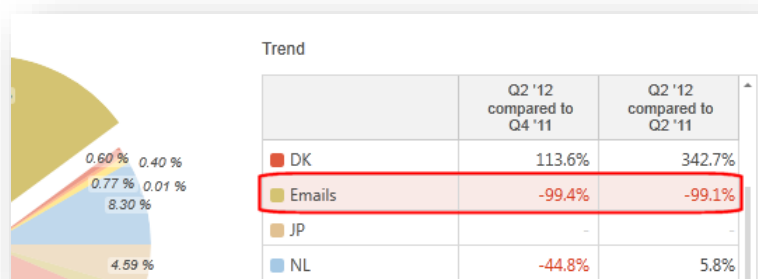 Trend
Q2 '12
compared to
Q4 '11
Q2 '12
compared to
Q2 '11
0.60 % 0.40 %
0.77 % 0.01 %
8.30 %
4.59 %
DK 113.6% 342.7%
Emails -99.4% -99.1%
JP - -
NL -44.8% 5.8%